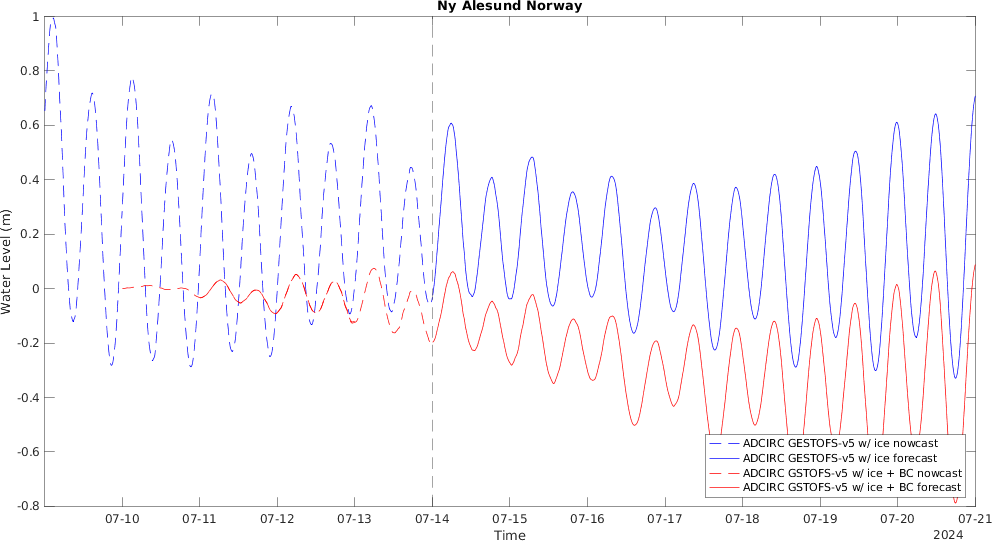 Ny Alesund Norway
Water Level (m)
1
0.8
0.6
0.4
0.2
0
-0.2
-0.4
-0.6
-0.8
ADCIRC GESTOFS-v5 w/ ice nowcast
ADCIRC GESTOFS-v5 w/ ice forecast
ADCIRC GSTOFS-v5 w/ ice + BC nowcast
ADCIRC GSTOFS-v5 w/ ice + BC forecast
07-10 07-11 07-12 07-13 07-14 07-15 07-16 07-17 07-18 07-19 07-20 07-21
Time
2024